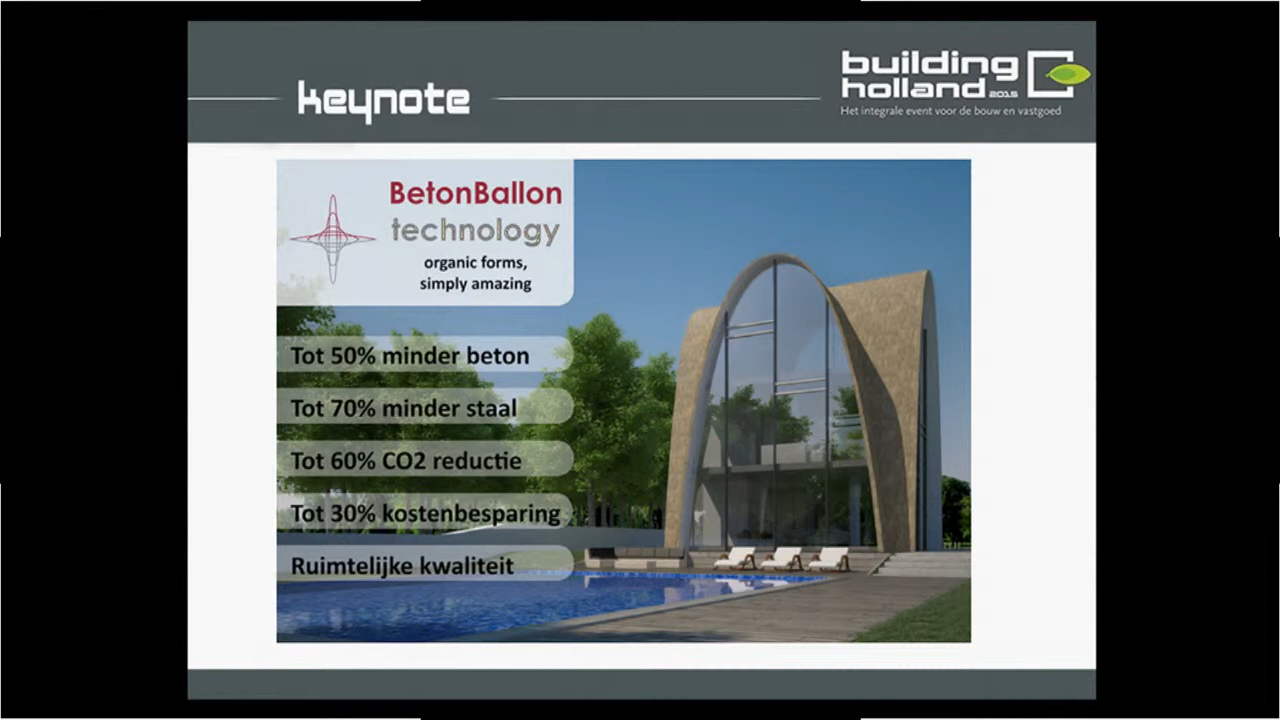 keynote
building
holland 2015
Het integrale event voor de bouw en vastgoed
BetonBallon
technology
organic forms,
simply amazing
Tot 50% minder beton
Tot 70% minder staal
Tot 60% CO2 reductie
Tot 30% kostenbesparing
Ruimtelijke kwaliteit